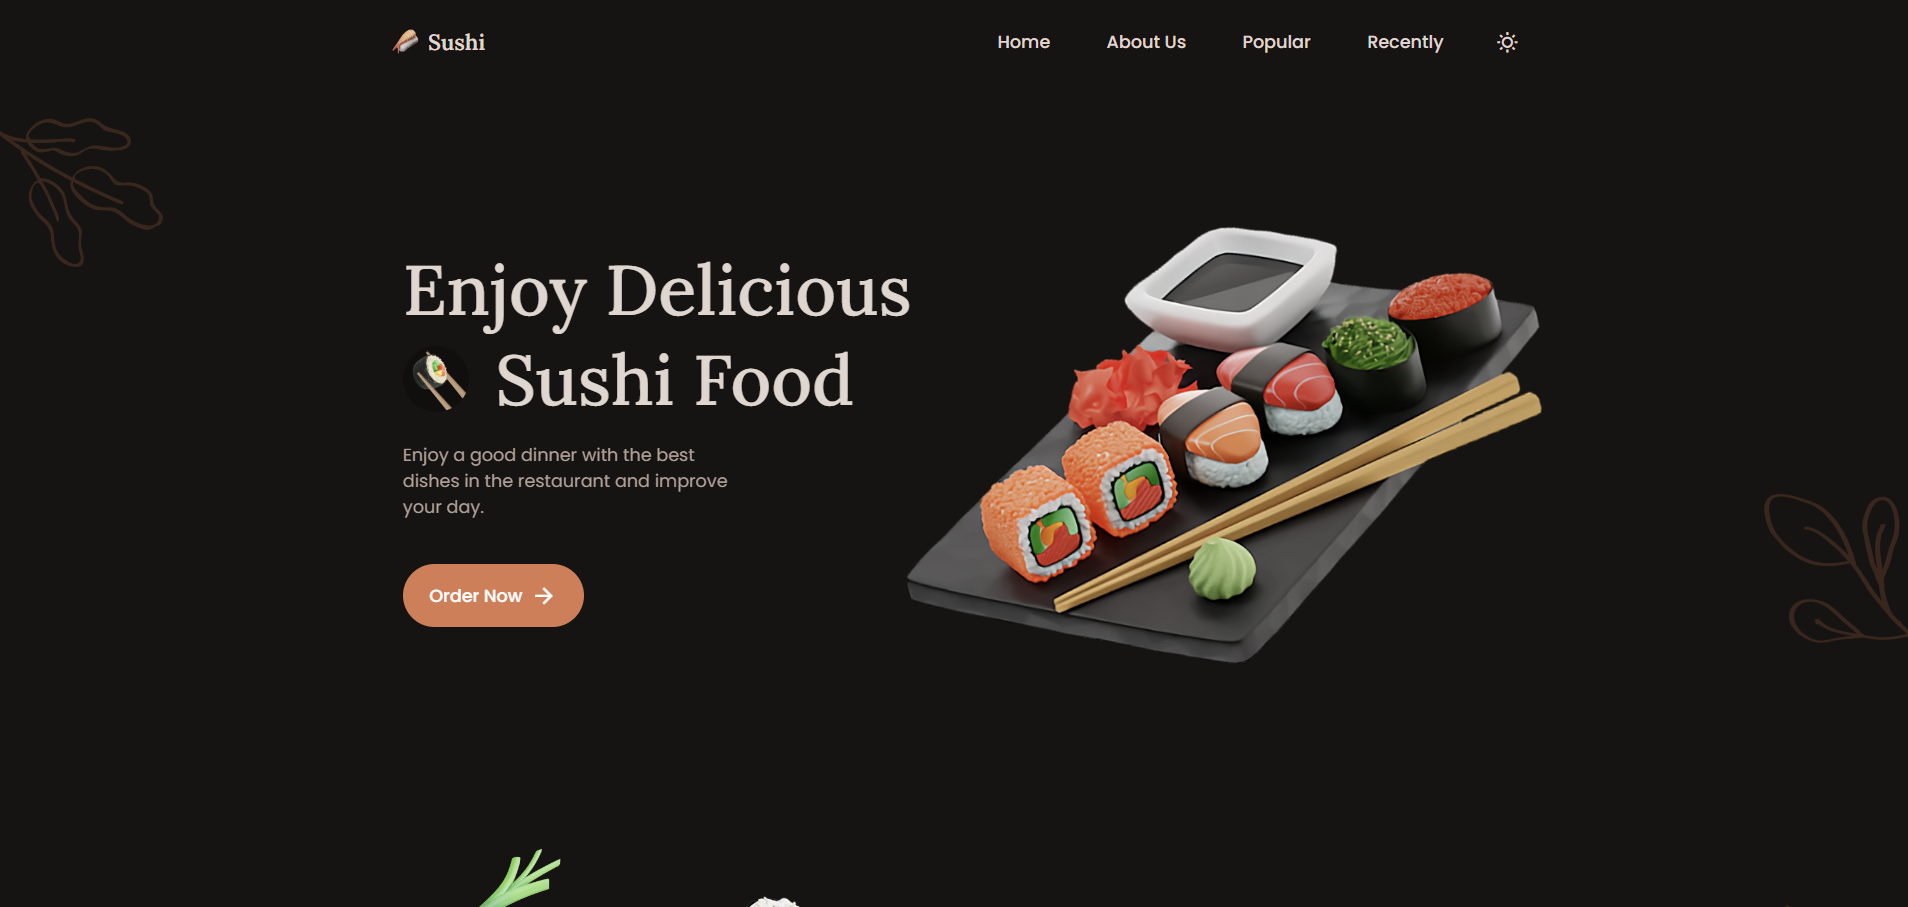 Sushi
Home
About Us
Popular
Recently
Enjoy Delicious
Sushi Food
Enjoy a good dinner with the best
dishes in the restaurant and improve
your day.
Order Now